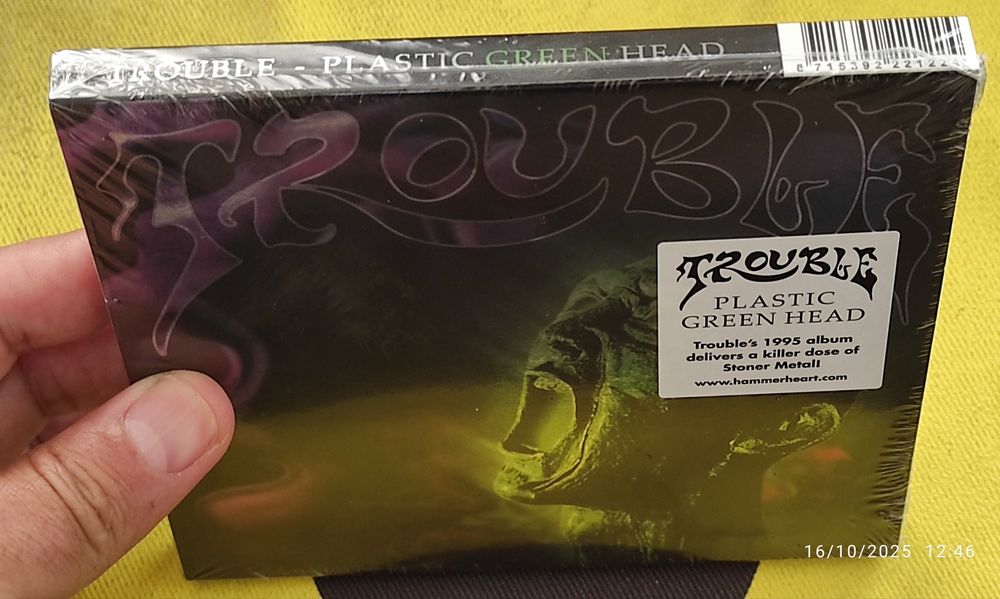 TROUBLE - PLASTIC GREEN HEAD
8 715392 22122
TROUBLE
TROUBLE
PLASTIC
GREEN HEAD
Trouble's 1995 album
delivers a killer dose of
Stoner Metal!
www.hammerheart.com
16/10/2025 12:46